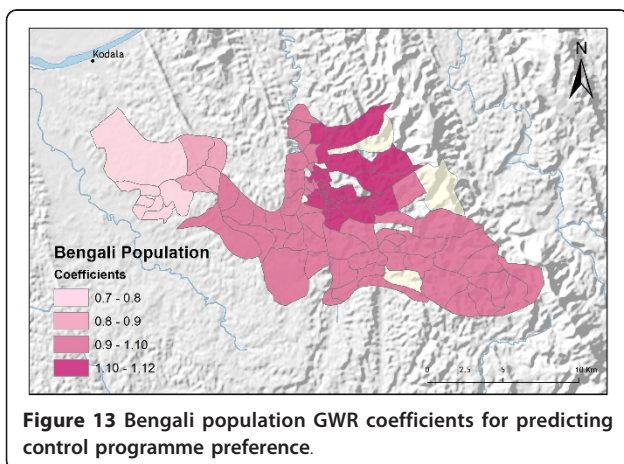 Kodala
N
Bengali Population
Coefficients
0.7 - 0.8
0.8 - 0.9
0.9 - 1.10
1.10 - 1.12
0 2.5 5 10 Km
Figure 13 Bengali population GWR coefficients for predicting
control programme preference.